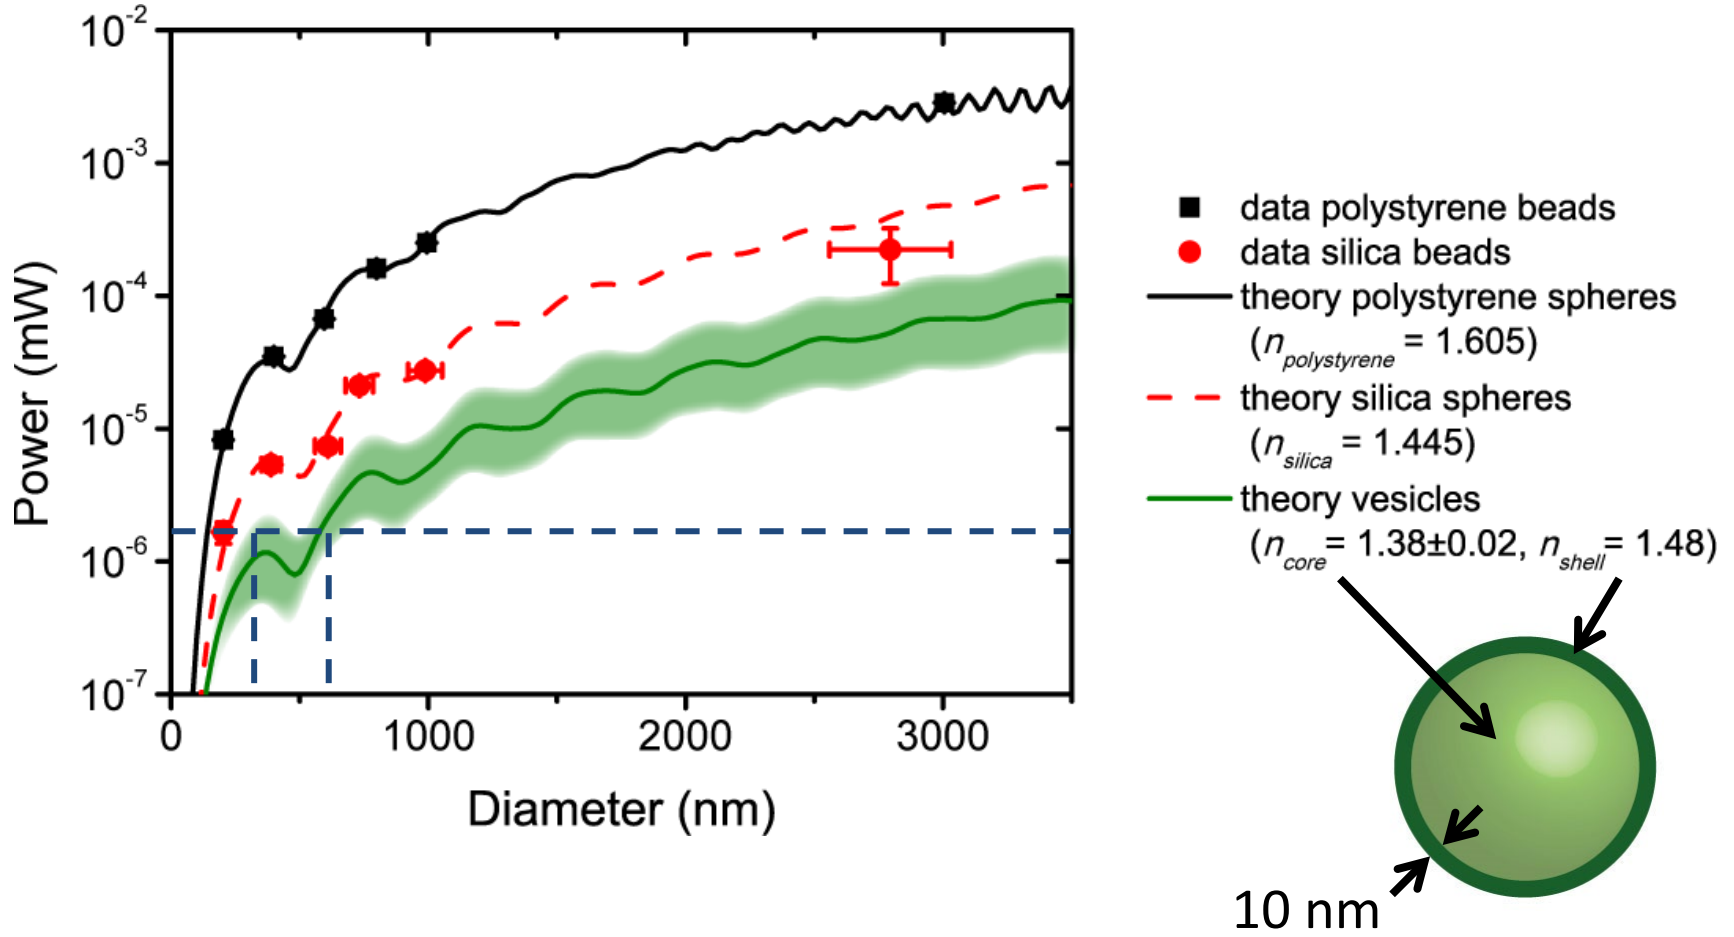 10-2
10-3
10-4
10-5
10-6
10-7
Power (mW)
0
1000
2000
3000
Diameter (nm)
data polystyrene beads
data silica beads
theory polystyrene spheres
(npolystyrene = 1.605)
theory silica spheres
(nsilica = 1.445)
theory vesicles
(ncore= 1.38±0.02, nshell= 1.48)
10 nm